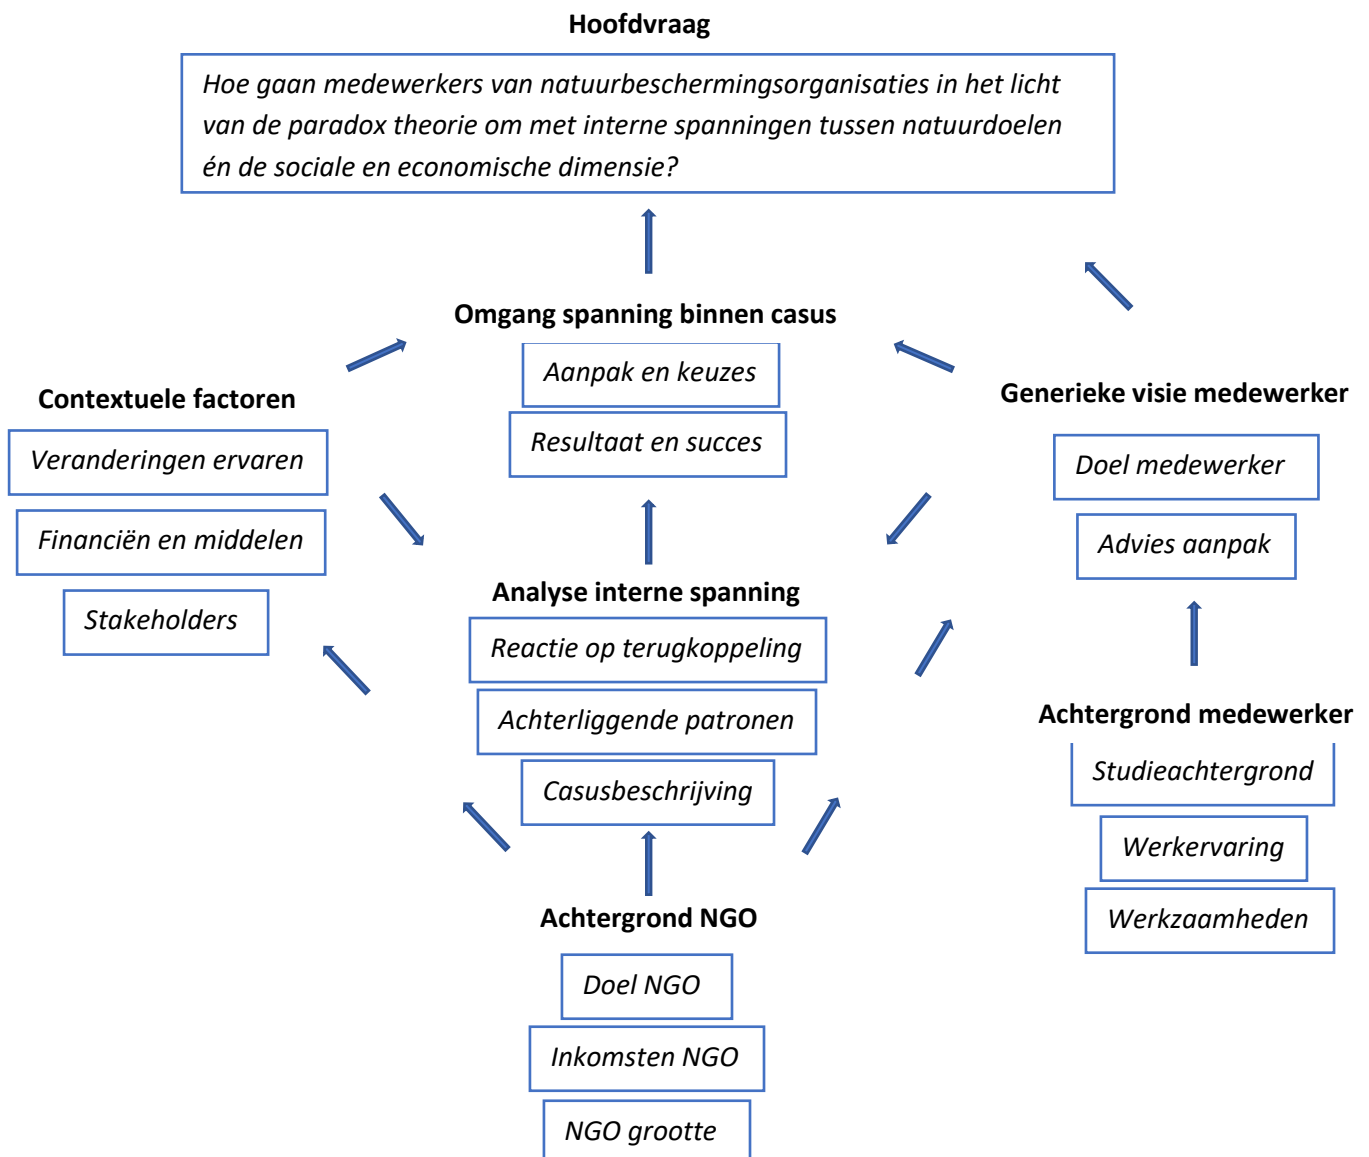 Hoofdvraag
Hoe gaan medewerkers van natuurbeschermingsorganisaties in het licht
van de paradox theorie om met interne spanningen tussen natuurdoelen
én de sociale en economische dimensie?
Omgang spanning binnen casus
Aanpak en keuzes
Resultaat en succes
Contextuele factoren
Veranderingen ervaren
Financiën en middelen
Stakeholders
Generieke visie medewerker
Doel medewerker
Advies aanpak
Analyse interne spanning
Reactie op terugkoppeling
Achterliggende patronen
Casusbeschrijving
Achtergrond medewerker
Studieachtergrond
Werkervaring
Werkzaamheden
Achtergrond NGO
Doel NGO
Inkomsten NGO
NGO grootte